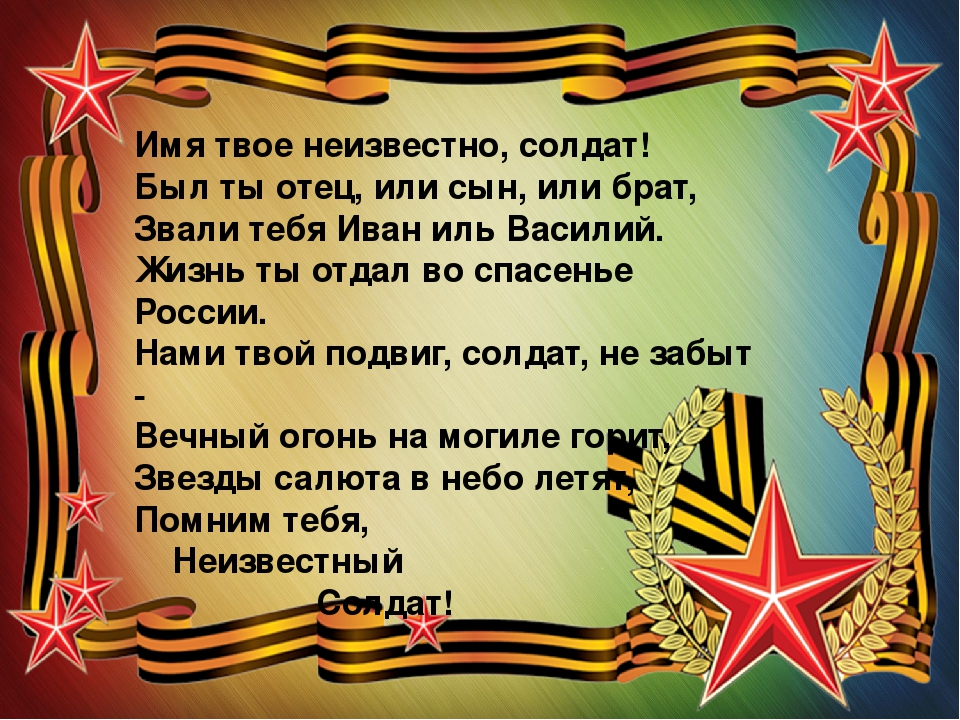 Имя твое неизвестно, солдат!
Был ты отец, или сын, или брат,
Звали тебя Иван иль Василий.
Жизнь ты отдал во спасенье
России.
Нами твой подвиг, солдат, не забыт
-
Вечный огонь на могиле горит,
Звезды салюта в небо летят,
Помним тебя,
Неизвестный
Солдат!